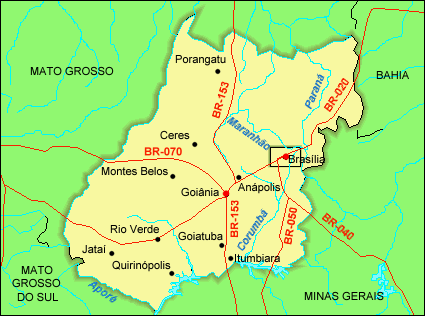 Porangatu
MATO GROSSO
BAHIA
Paraná
BR-020
BR-153
Maranhão
Ceres
BR-070
Brasília
Montes Belos
Anápolis
Goiânia
BR-153
Corumbá
BR-050
BR-040
Rio Verde
Goiatuba
Jataí
Itumbiara
Quirinópolis
MATO
GROSSO
DO SUL
Aporé
MINAS GERAIS